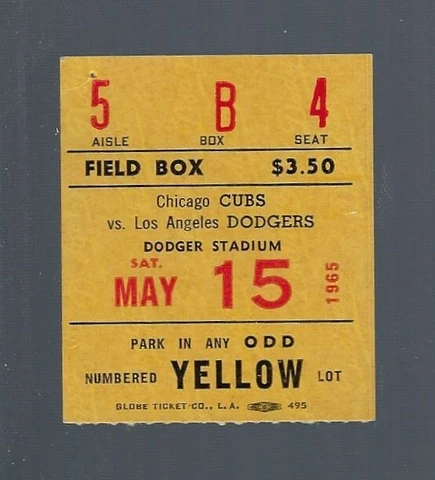 5 B 4
AISLE BOX SEAT
FIELD BOX $3.50
Chicago CUBS
vs. Los Angeles DODGERS
DODGER STADIUM
SAT.
MAY 15 1965
PARK IN ANY ODD
NUMBERED YELLOW LOT
GLOBE TICKET CO., L.A. 495